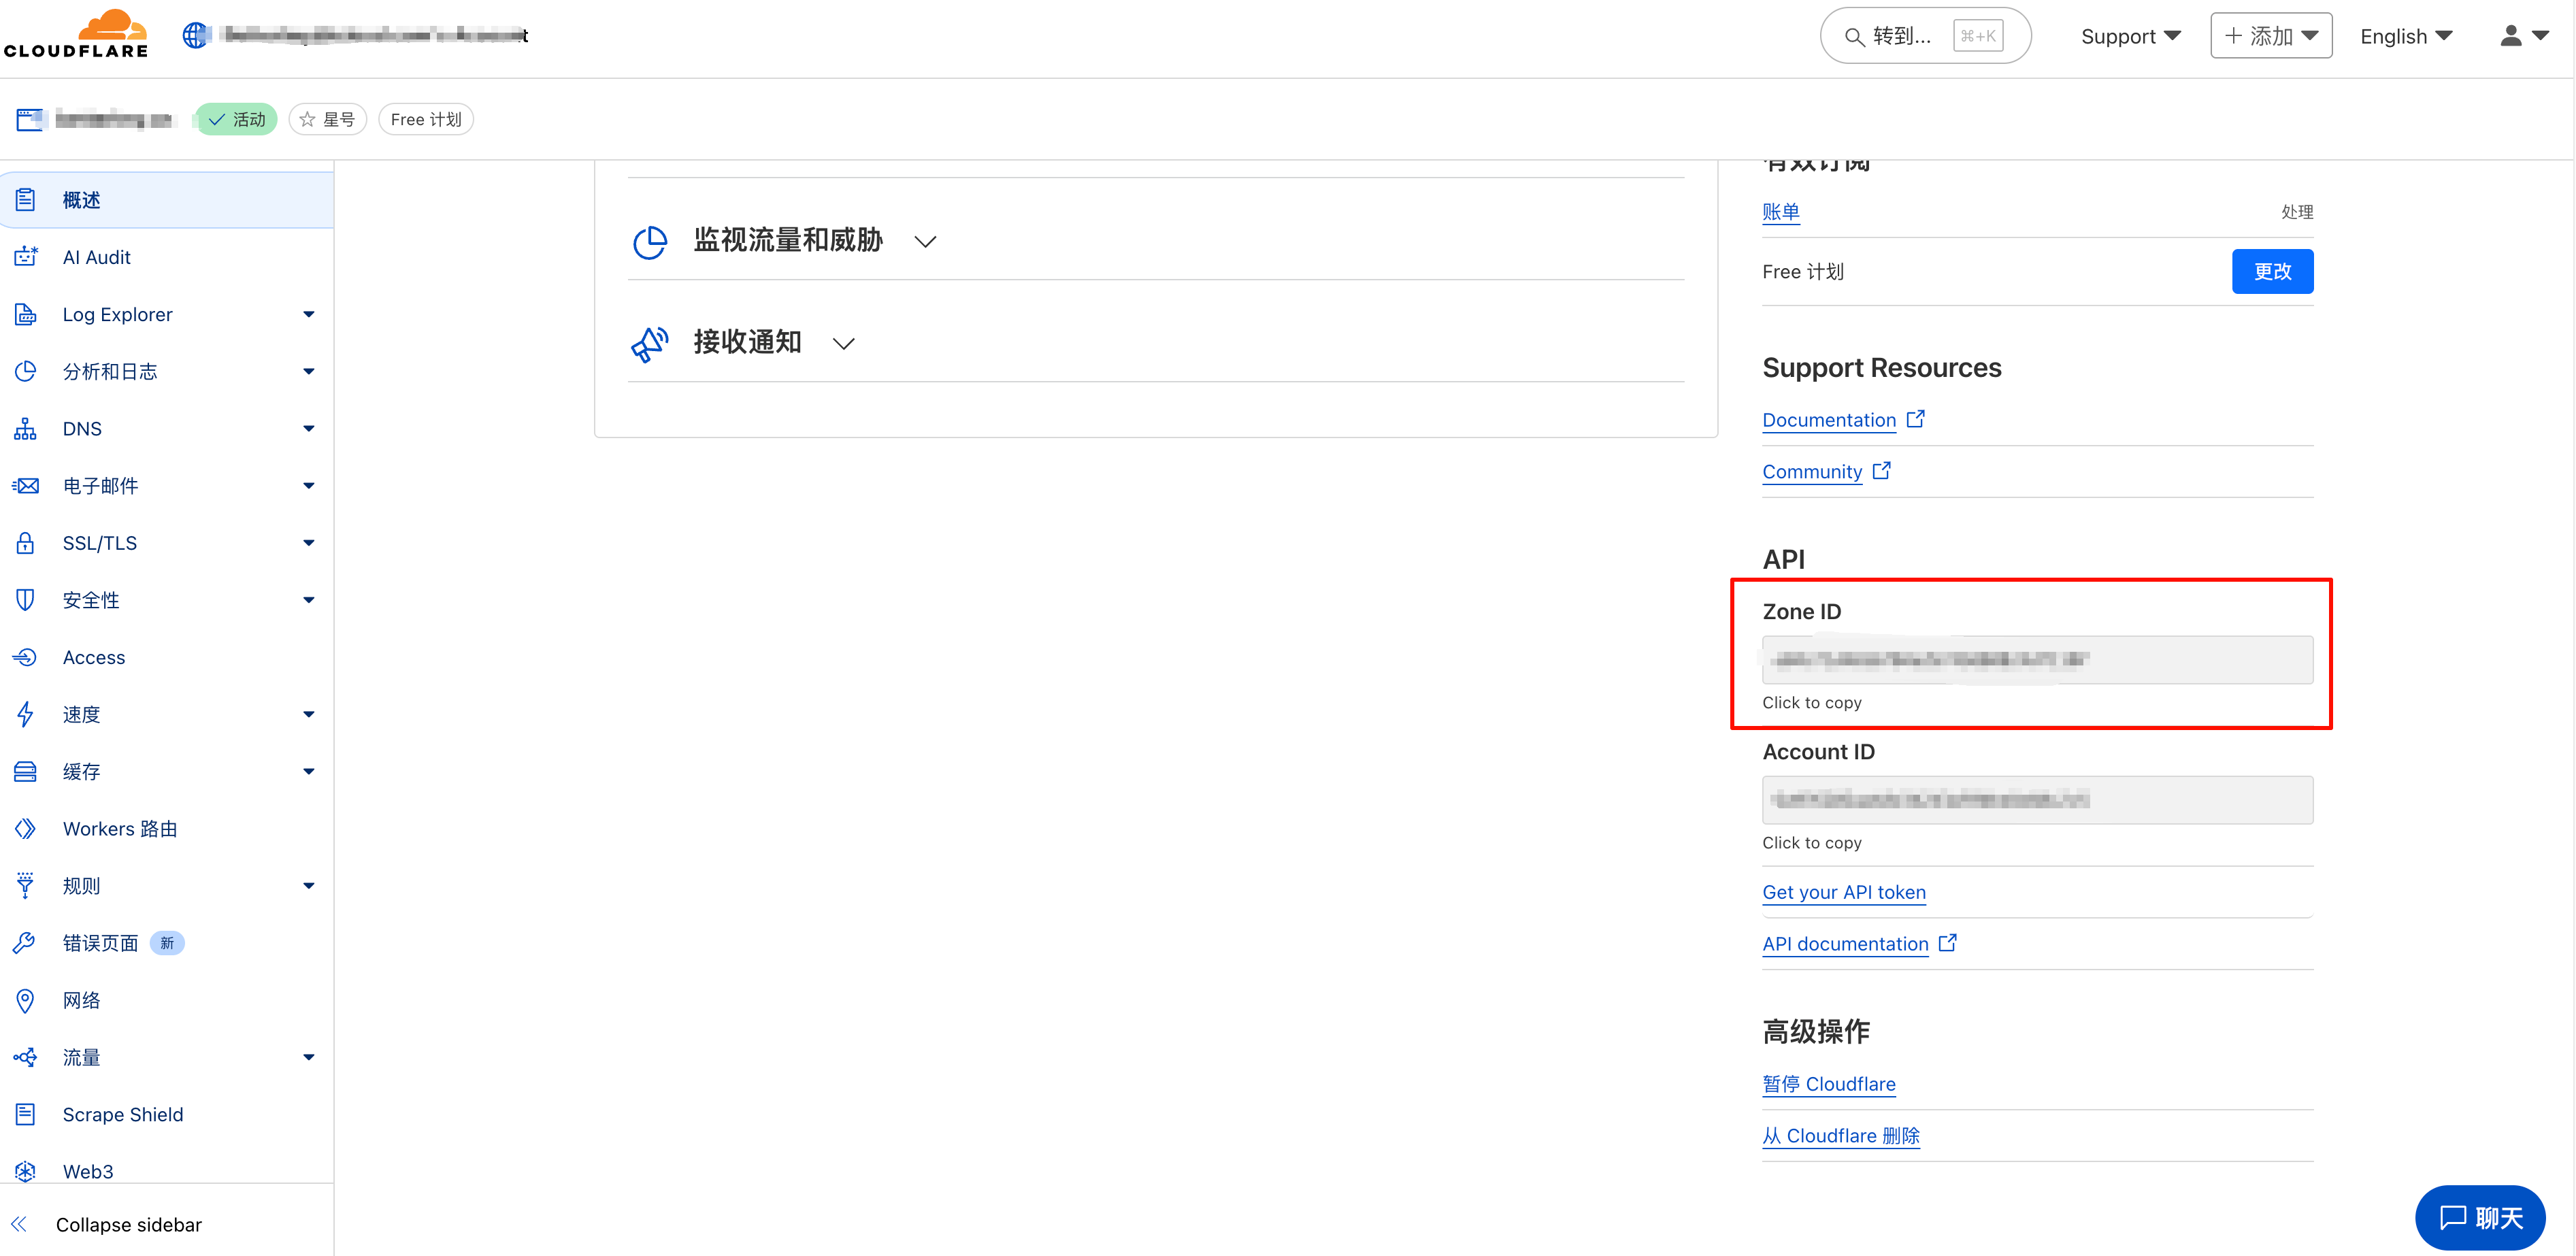 CLOUDFLARE
转到... ⌘+K
Support
+ 添加
English
活动
星号
Free 计划
概述
AI Audit
Log Explorer
分析和日志
DNS
电子邮件
SSL/TLS
安全性
Access
速度
缓存
Workers 路由
规则
错误页面 新
网络
流量
Scrape Shield
Web3
Collapse sidebar
监视流量和威胁
接收通知
有效订阅
账单 处理
Free 计划 更改
Support Resources
Documentation
Community
API
Zone ID
Click to copy
Account ID
Click to copy
Get your API token
API documentation
高级操作
暂停 Cloudflare
从 Cloudflare 删除
聊天